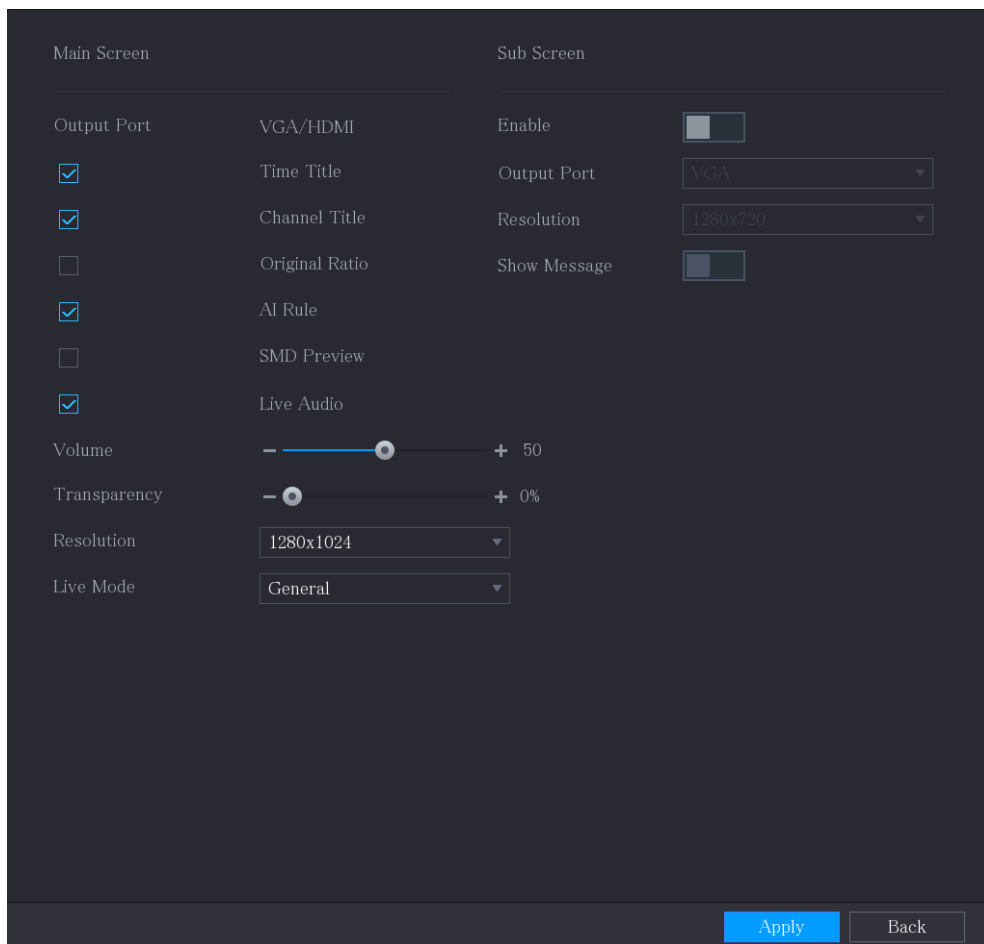 Main Screen
Output Port VGA/HDMI
Time Title
Channel Title
Original Ratio
AI Rule
SMD Preview
Live Audio
Volume 50
Transparency 0%
Resolution 1280x1024
Live Mode General
Sub Screen
Enable
Output Port VGA
Resolution 1280x720
Show Message
Apply Back